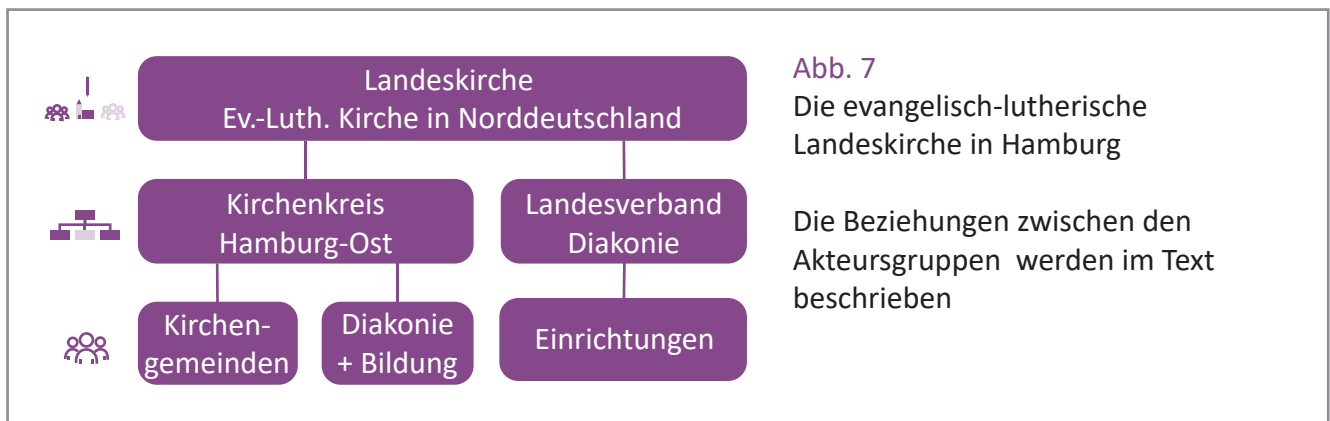 Landeskirche
Ev.-Luth. Kirche in Norddeutschland
Kirchenkreis
Hamburg-Ost
Landesverband
Diakonie
Kirchen-
gemeinden
Diakonie
+ Bildung
Einrichtungen
Abb. 7
Die evangelisch-lutherische
Landeskirche in Hamburg
Die Beziehungen zwischen den
Akteursgruppen werden im Text
beschrieben